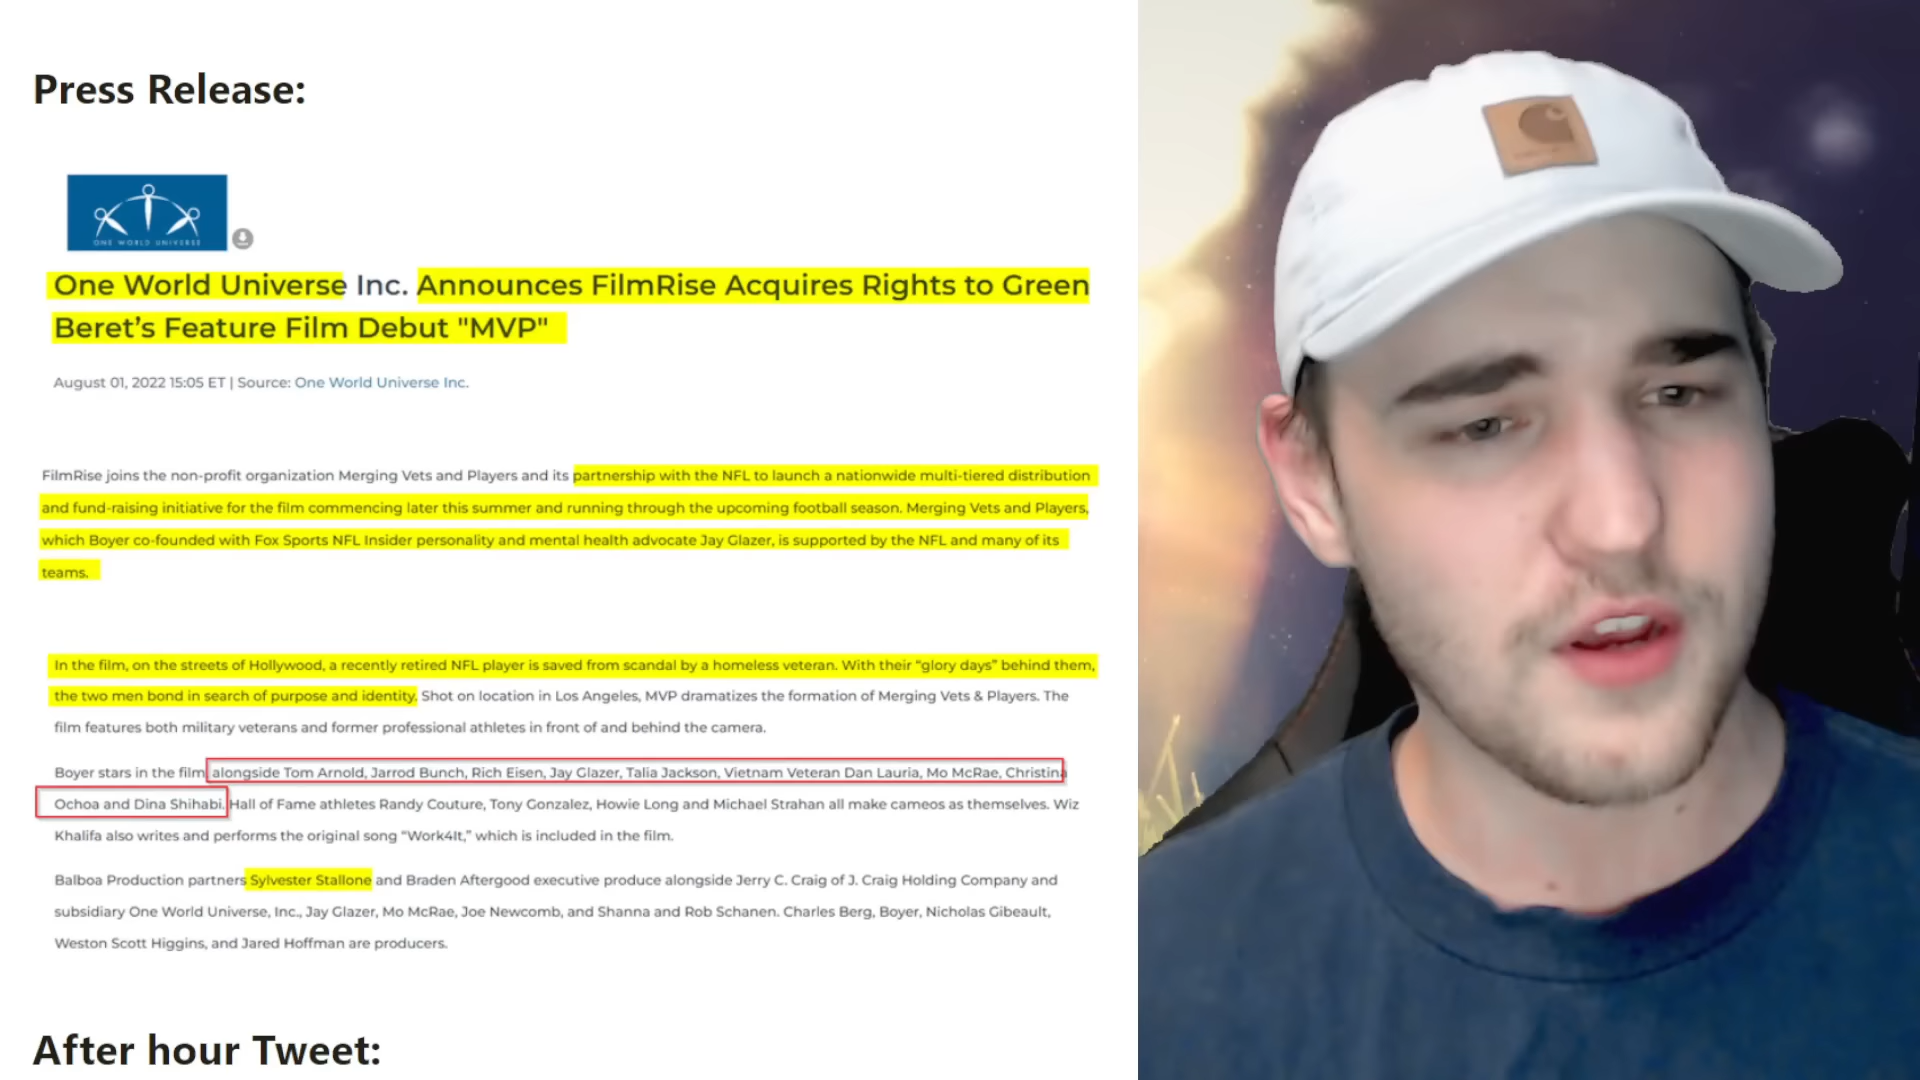 Press Release:
ONE WORLD UNIVERSE
One World Universe Inc. Announces FilmRise Acquires Rights to Green
Beret’s Feature Film Debut "MVP"
August 01, 2022 15:05 ET | Source: One World Universe Inc.
FilmRise joins the non-profit organization Merging Vets and Players and its partnership with the NFL to launch a nationwide multi-tiered distribution
and fund-raising initiative for the film commencing later this summer and running through the upcoming football season. Merging Vets and Players,
which Boyer co-founded with Fox Sports NFL Insider personality and mental health advocate Jay Glazer, is supported by the NFL and many of its
teams.
In the film, on the streets of Hollywood, a recently retired NFL player is saved from scandal by a homeless veteran. With their “glory days” behind them,
the two men bond in search of purpose and identity. Shot on location in Los Angeles, MVP dramatizes the formation of Merging Vets & Players. The
film features both military veterans and former professional athletes in front of and behind the camera.
Boyer stars in the film alongside Tom Arnold, Jarrod Bunch, Rich Eisen, Jay Glazer, Talia Jackson, Vietnam Veteran Dan Lauria, Mo McRae, Christina
Ochoa and Dina Shihabi. Hall of Fame athletes Randy Couture, Tony Gonzalez, Howie Long and Michael Strahan all make cameos as themselves. Wiz
Khalifa also writes and performs the original song “Work4It,” which is included in the film.
Balboa Production partners Sylvester Stallone and Braden Aftergood executive produce alongside Jerry C. Craig of J. Craig Holding Company and
subsidiary One World Universe, Inc., Jay Glazer, Mo McRae, Joe Newcomb, and Shanna and Rob Schanen. Charles Berg, Boyer, Nicholas Gibeault,
Weston Scott Higgins, and Jared Hoffman are producers.
After hour Tweet: